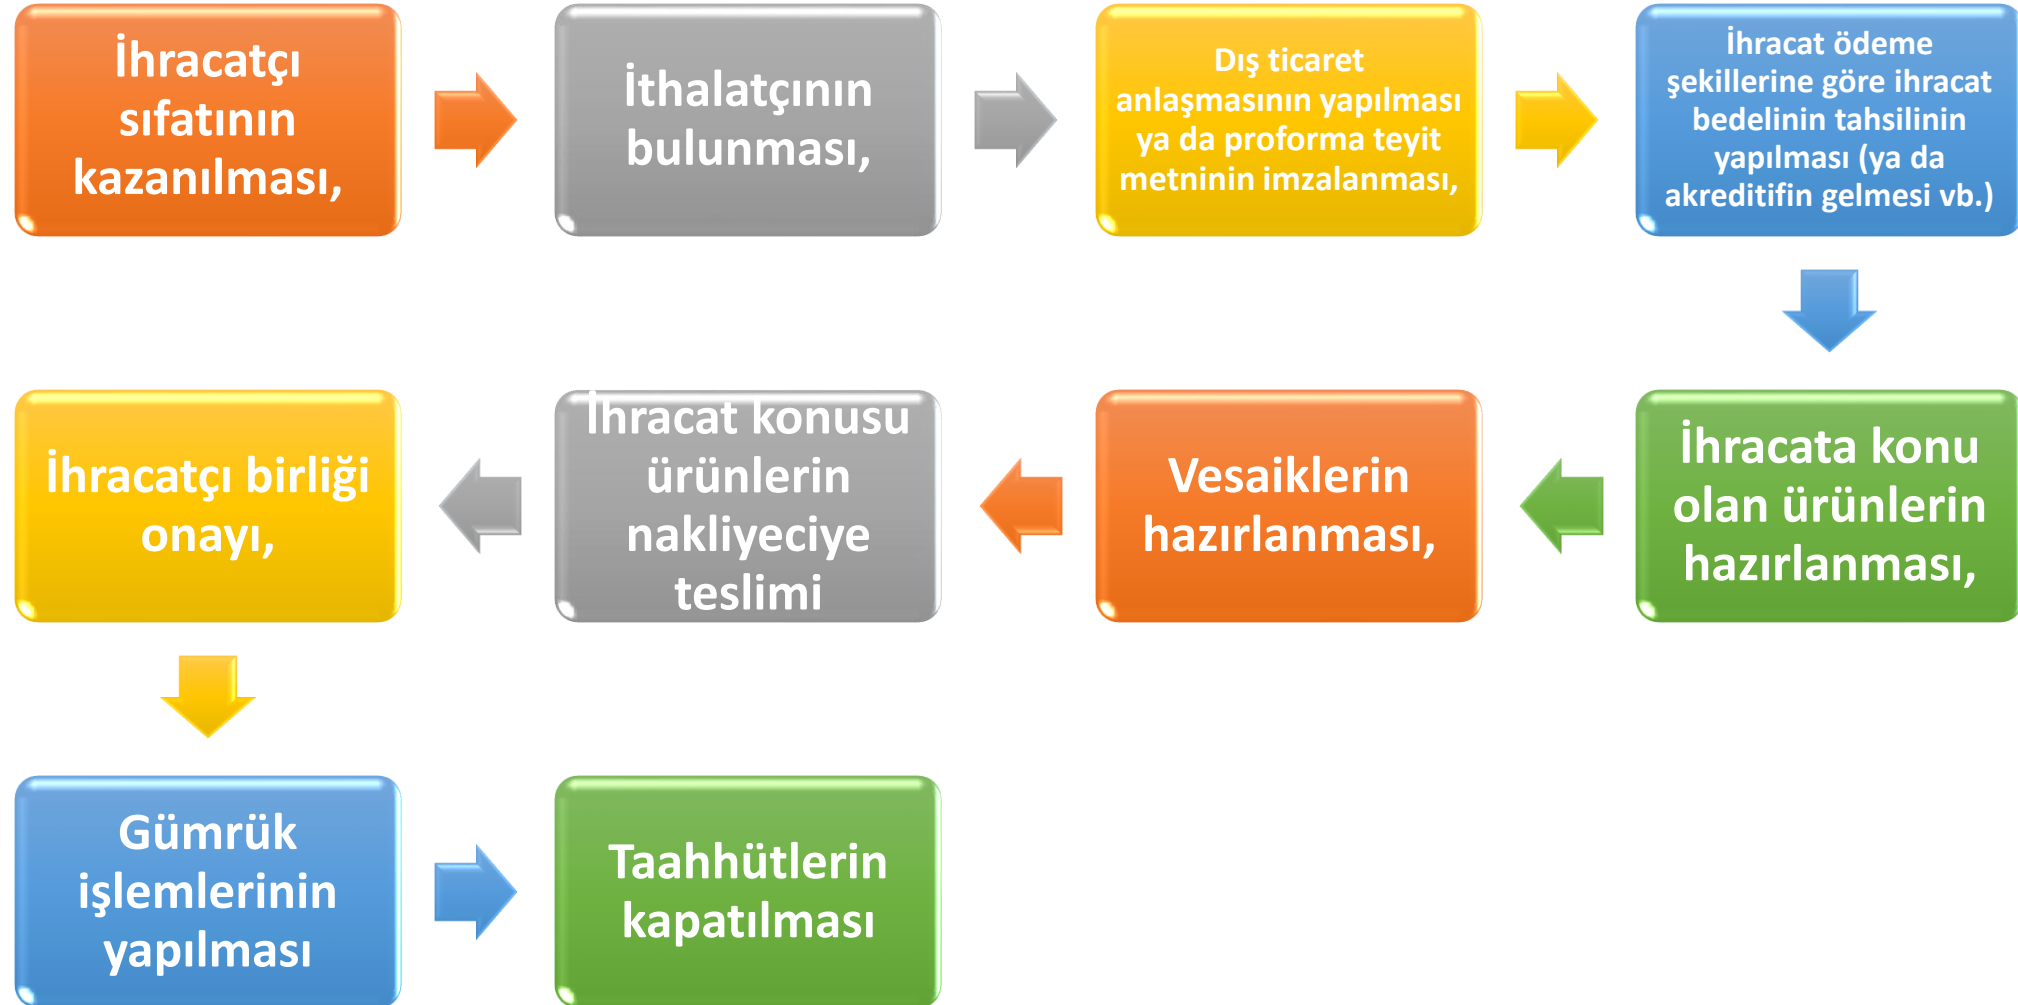 İhracatçı
sıfatının
kazanılması,
İthalatçının
bulunması,
Dış ticaret
anlaşmasının yapılması
ya da proforma teyit
metninin imzalanması,
İhracat ödeme
şekillerine göre ihracat
bedelinin tahsilinin
yapılması (ya da
akreditifin gelmesi vb.)
İhracata konu
olan ürünlerin
hazırlanması,
Vesaiklerin
hazırlanması,
İhracat konusu
ürünlerin
nakliyeciye
teslimi
İhracatçı birliği
onayı,
Gümrük
işlemlerinin
yapılması
Taahhütlerin
kapatılması